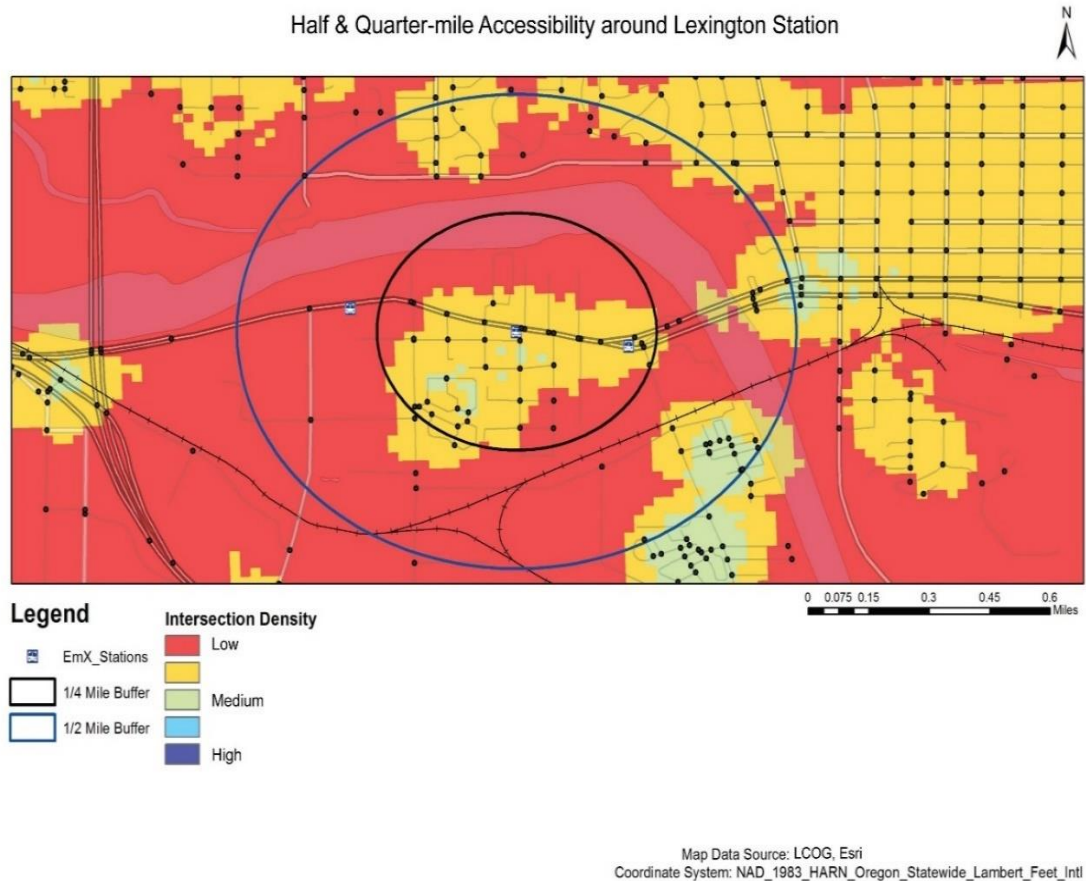 Half & Quarter-mile Accessibility around Lexington Station
N
0 0.075 0.15 0.3 0.45 0.6
Miles
Legend
EmX_Stations
1/4 Mile Buffer
1/2 Mile Buffer
Intersection Density
Low
Medium
High
Map Data Source: LCOG, Esri
Coordinate System: NAD_1983_HARN_Oregon_Statewide_Lambert_Feet_Intl